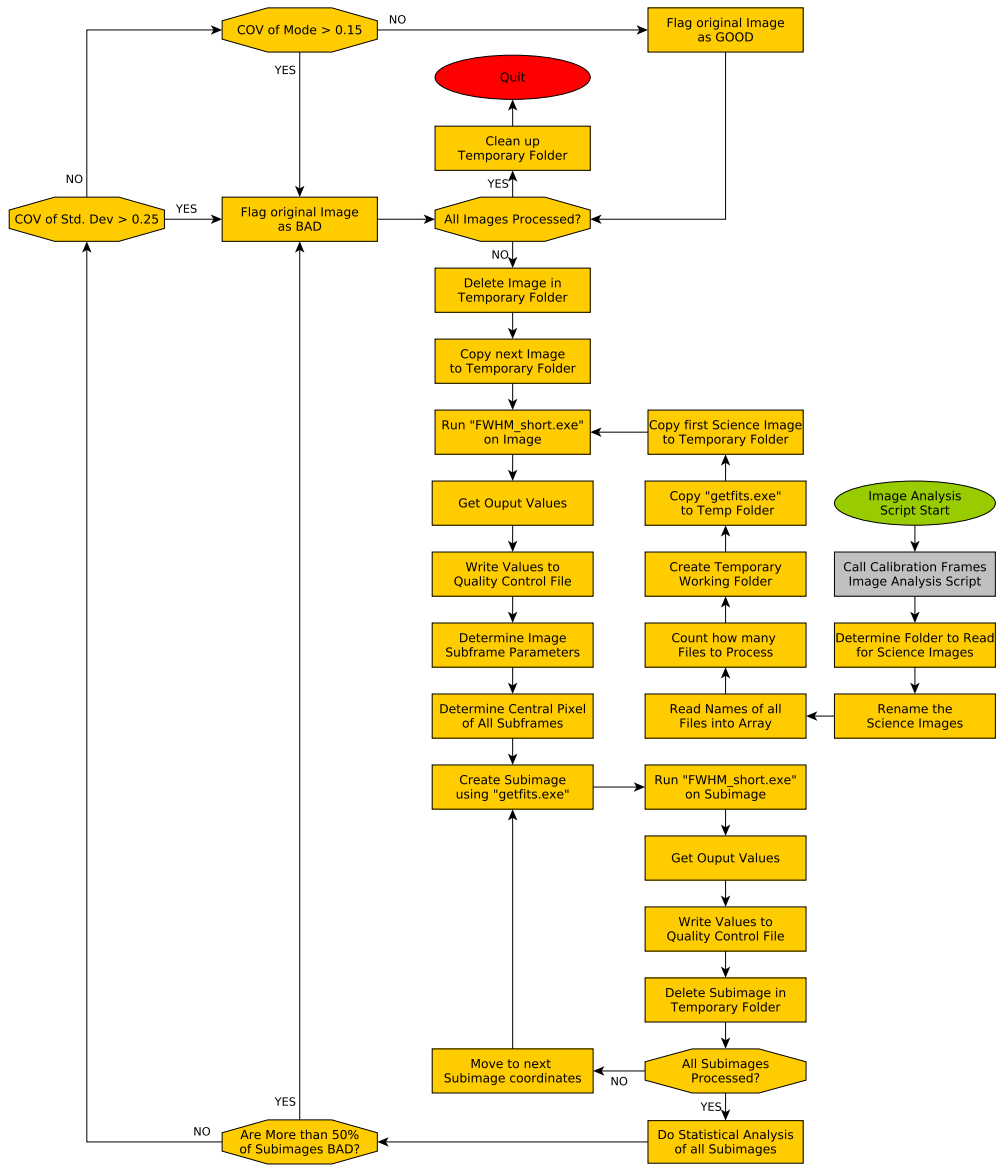 COV of Mode > 0.15
NO
Flag original Image
as GOOD
YES
Quit
Clean up
Temporary Folder
NO
YES
COV of Std. Dev > 0.25
YES
Flag original Image
as BAD
All Images Processed?
NO
Delete Image in
Temporary Folder
Copy next Image
to Temporary Folder
Run "FWHM_short.exe"
on Image
Copy first Science Image
to Temporary Folder
Get Ouput Values
Copy "getfits.exe"
to Temp Folder
Image Analysis
Script Start
Write Values to
Quality Control File
Create Temporary
Working Folder
Call Calibration Frames
Image Analysis Script
Determine Image
Subframe Parameters
Count how many
Files to Process
Determine Folder to Read
for Science Images
Determine Central Pixel
of All Subframes
Read Names of all
Files into Array
Rename the
Science Images
Create Subimage
using "getfits.exe"
Run "FWHM_short.exe"
on Subimage
Get Ouput Values
Write Values to
Quality Control File
Delete Subimage in
Temporary Folder
Move to next
Subimage coordinates
NO
All Subimages
Processed?
YES
YES
NO
Are More than 50%
of Subimages BAD?
Do Statistical Analysis
of all Subimages